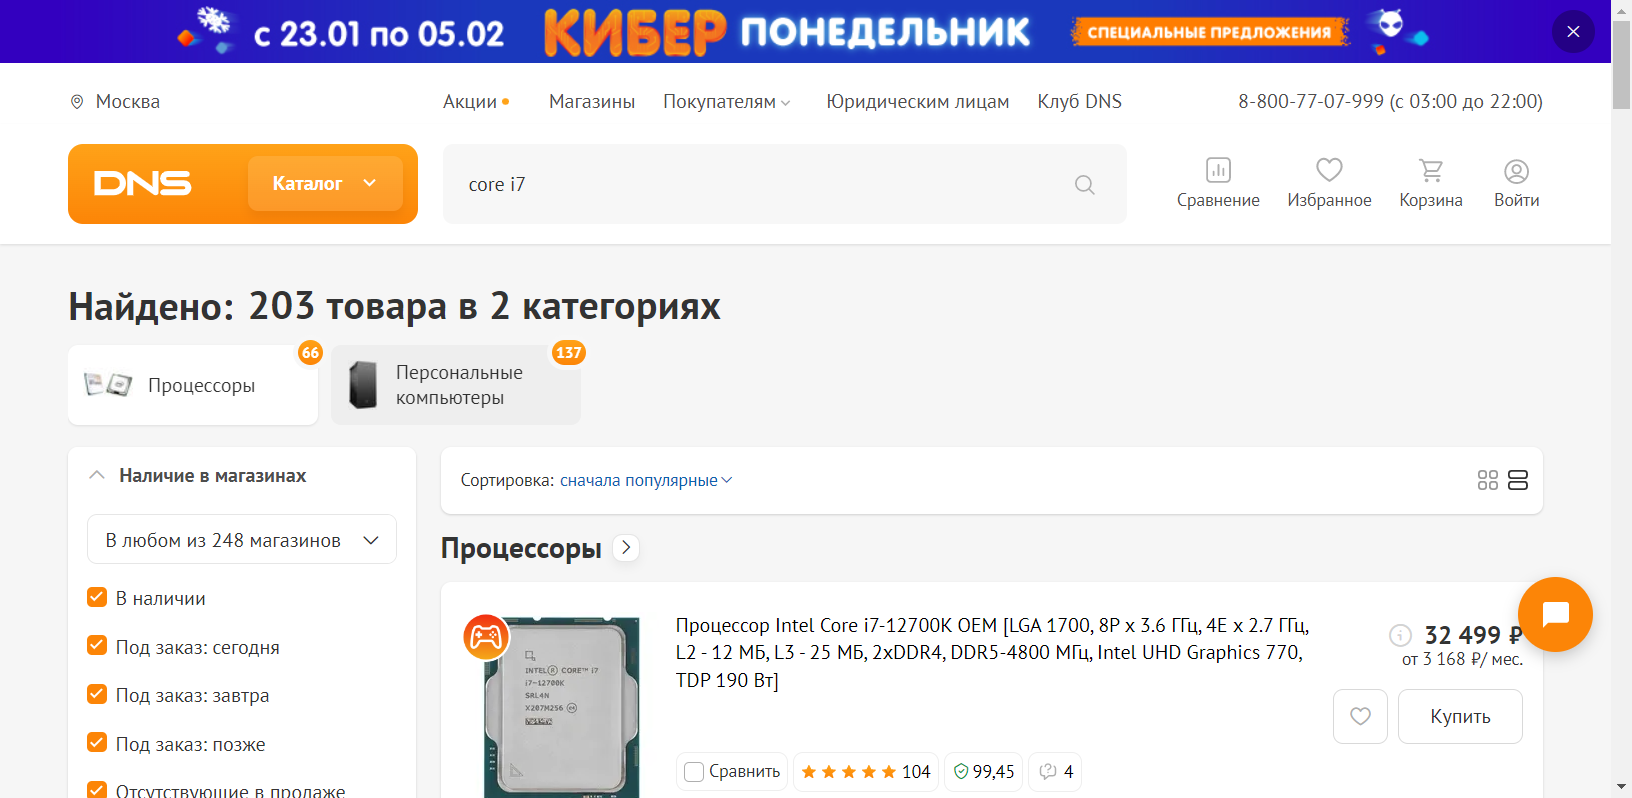 с 23.01 по 05.02 КИБЕР ПОНЕДЕЛЬНИК СПЕЦИАЛЬНЫЕ ПРЕДЛОЖЕНИЯ
Москва Акции Магазины Покупателям Юридическим лицам Клуб DNS 8-800-77-07-999 (с 03:00 до 22:00)
DNS Каталог core i7 Сравнение Избранное Корзина Войти
Найдено: 203 товара в 2 категориях
Процессоры 66
Персональные 137
компьютеры
Наличие в магазинах
В любом из 248 магазинов
В наличии
Под заказ: сегодня
Под заказ: завтра
Под заказ: позже
Отсутствующие в продаже
Сортировка: сначала популярные
Процессоры
INTEL® CORE™ i7
i7-12700K
SRL4N
X207M256
Процессор Intel Core i7-12700K OEM [LGA 1700, 8P x 3.6 ГГц, 4E x 2.7 ГГц,
L2 - 12 МБ, L3 - 25 МБ, 2xDDR4, DDR5-4800 МГц, Intel UHD Graphics 770,
TDP 190 Вт]
32 499 ₽
от 3 168 ₽/ мес.
Купить
Сравнить 104 99,45 4